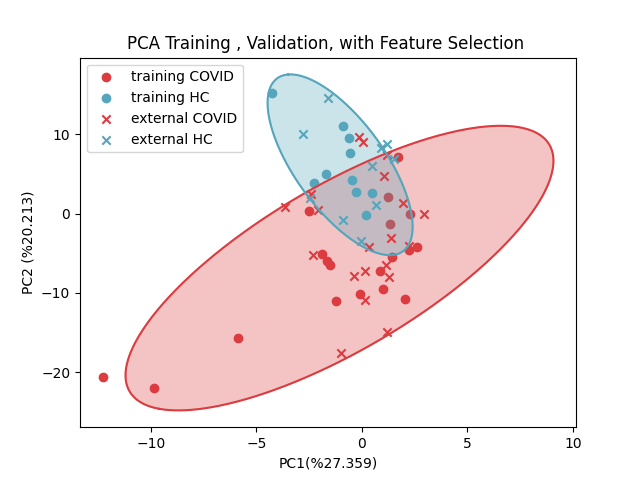 PCA Training , Validation, with Feature Selection
training COVID
training HC
external COVID
external HC
10
0
−10
−20
PC2 (%20.213)
−10
−5
0
5
10
PC1(%27.359)